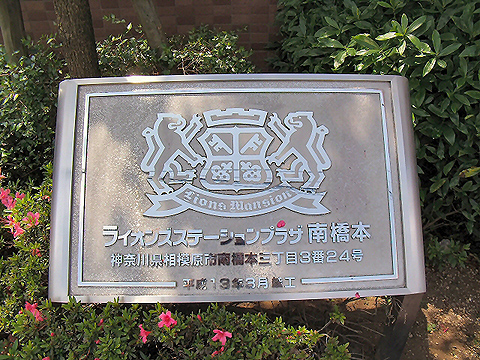 Lions Mansion
ライオンズステーションプラザ南橋本
神奈川県相模原市南橋本三丁目3番24号
平成13年3月竣工